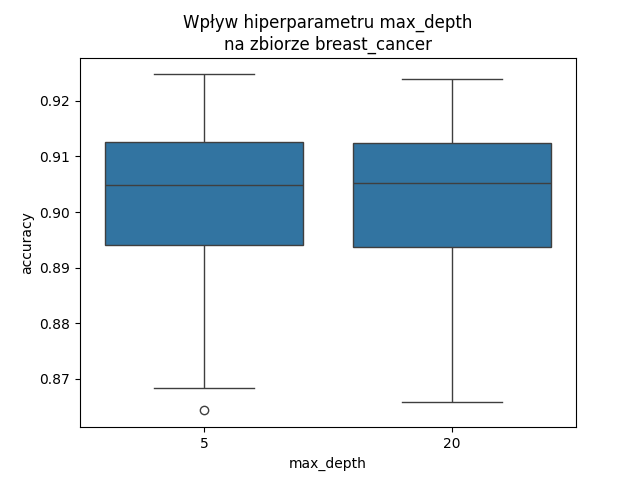 Wpływ hiperparametru max_depth
na zbiorze breast_cancer
accuracy
0.92
0.91
0.90
0.89
0.88
0.87
5
20
max_depth